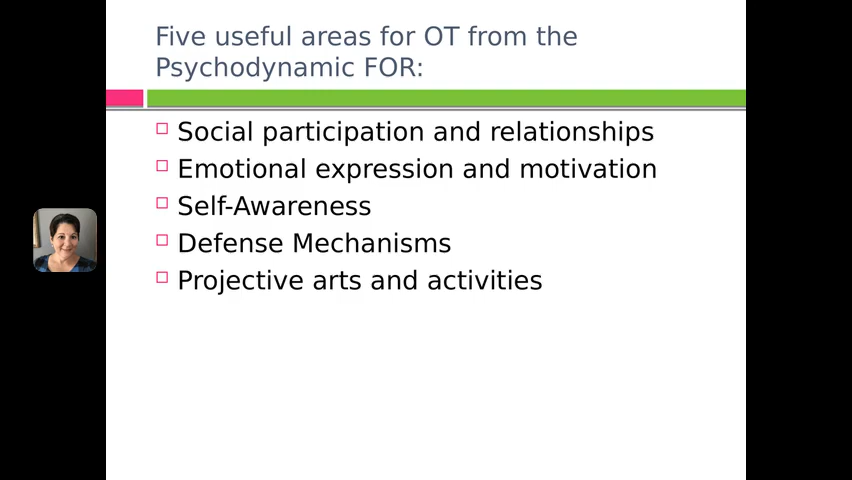 Five useful areas for OT from the
Psychodynamic FOR:
Social participation and relationships
Emotional expression and motivation
Self-Awareness
Defense Mechanisms
Projective arts and activities